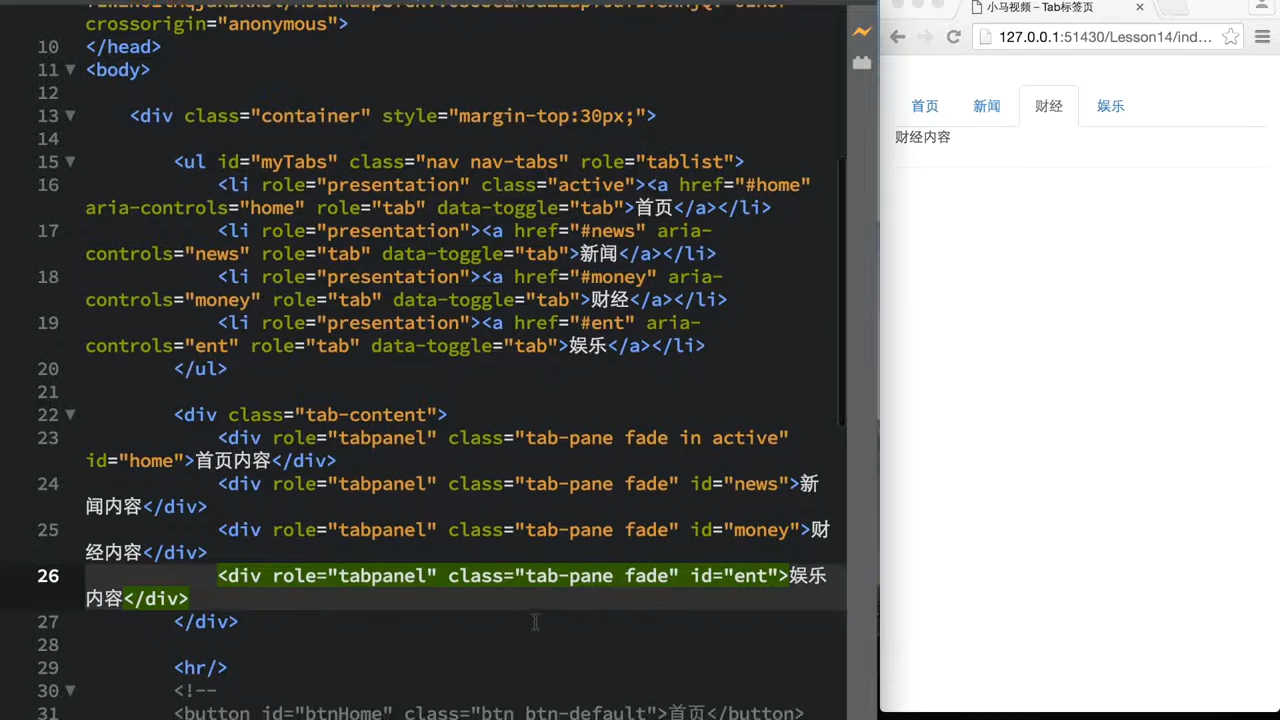 crossorigin="anonymous">
10 </head>
11 <body>
12
13 <div class="container" style="margin-top:30px;">
14
15 <ul id="myTabs" class="nav nav-tabs" role="tablist">
16 <li role="presentation" class="active"><a href="#home"
aria-controls="home" role="tab" data-toggle="tab">首页</a></li>
17 <li role="presentation"><a href="#news" aria-
controls="news" role="tab" data-toggle="tab">新闻</a></li>
18 <li role="presentation"><a href="#money" aria-
controls="money" role="tab" data-toggle="tab">财经</a></li>
19 <li role="presentation"><a href="#ent" aria-
controls="ent" role="tab" data-toggle="tab">娱乐</a></li>
20 </ul>
21
22 <div class="tab-content">
23 <div role="tabpanel" class="tab-pane fade in active"
id="home">首页内容</div>
24 <div role="tabpanel" class="tab-pane fade" id="news">新
闻内容</div>
25 <div role="tabpanel" class="tab-pane fade" id="money">财
经内容</div>
26 <div role="tabpanel" class="tab-pane fade" id="ent">娱乐
内容</div>
27 </div>
28
29 <hr/>
30 <!--
31 <button id="btnHome" class="btn btn-default">首页</button>
小马视频 – Tab标签页
127.0.0.1:51430/Lesson14/ind...
首页 新闻 财经 娱乐
财经内容